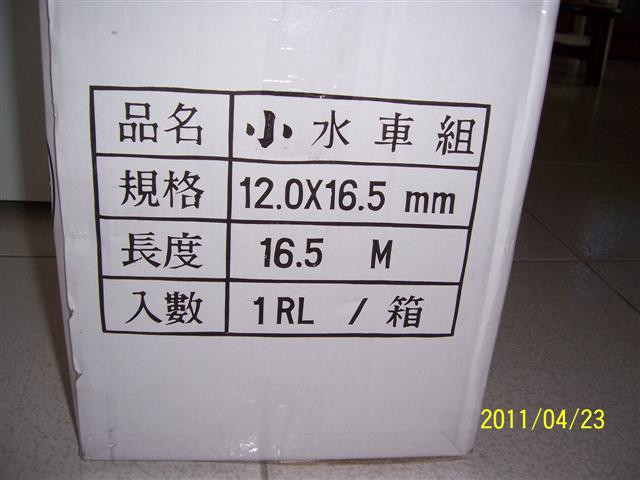 品名 小水車組
規格 12.0X16.5 mm
長度 16.5 M
入數 1RL / 箱
2011/04/23